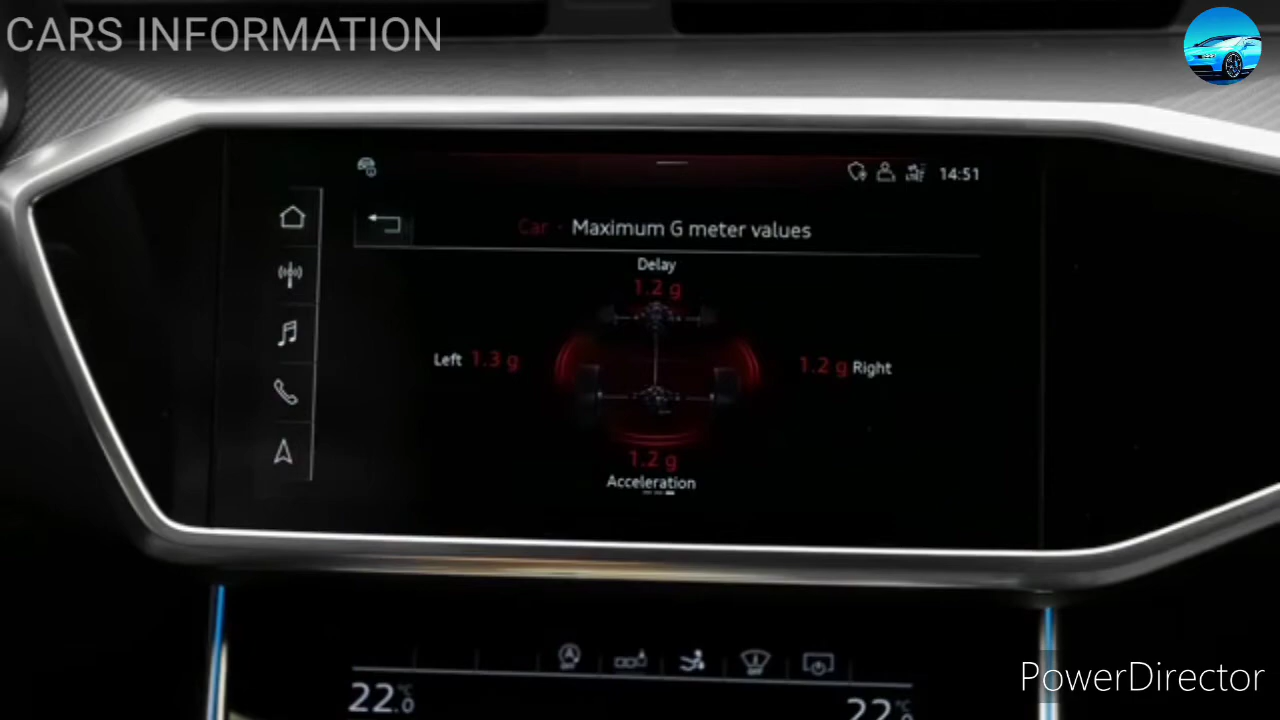 CARS INFORMATION
14:51
Car · Maximum G meter values
Delay
1.2 g
Left 1.3 g
1.2 g Right
1.2 g
Acceleration
22.0°C
22
PowerDirector